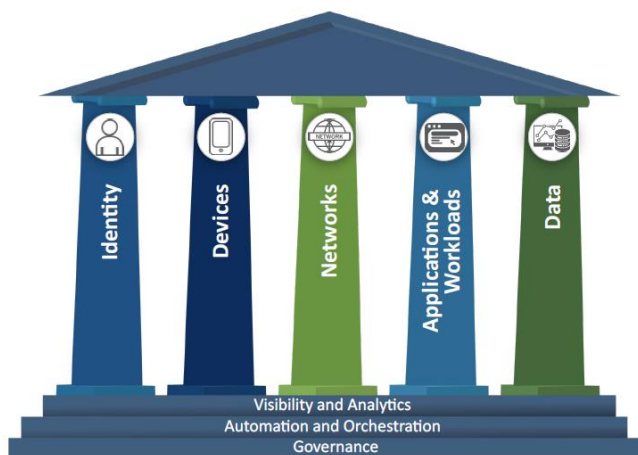 NETWORK
Identity
Devices
Networks
Applications &
Workloads
Data
Visibility and Analytics
Automation and Orchestration
Governance